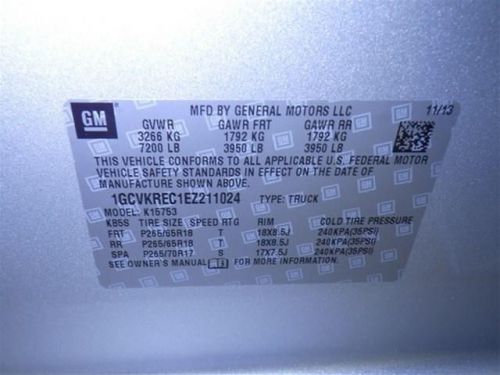 GM
MFD BY GENERAL MOTORS LLC 11/13
GVWR GAWR FRT GAWR RR
3266 KG 1792 KG 1792 KG
7200 LB 3950 LB 3950 LB
THIS VEHICLE CONFORMS TO ALL APPLICABLE U.S. FEDERAL MOTOR
VEHICLE SAFETY STANDARDS IN EFFECT ON THE DATE OF
MANUFACTURE SHOWN ABOVE.
1GCVKREC1EZ211024 TYPE: TRUCK
MODEL: K15753
KB5S TIRE SIZE SPEED RTG RIM COLD TIRE PRESSURE
FRT P265/65R18 T 18X8.5J 240KPA(35PSI)
RR P265/65R18 T 18X8.5J 240KPA(35PSI)
SPA P265/70R17 S 17X7.5J 240KPA(35PSI)
SEE OWNER'S MANUAL FOR MORE INFORMATION.